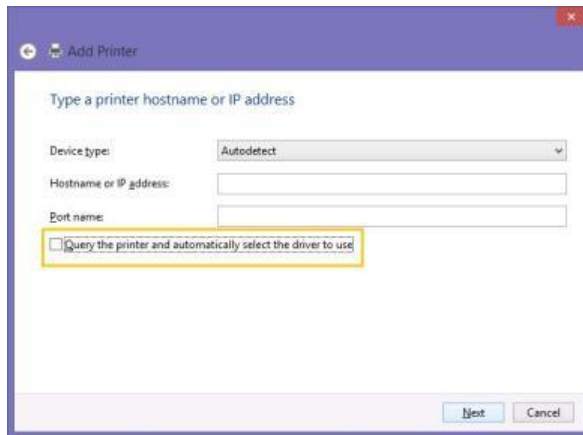 Add Printer
Type a printer hostname or IP address
Device type: Autodetect
Hostname or IP address:
Port name:
Query the printer and automatically select the driver to use
Next Cancel